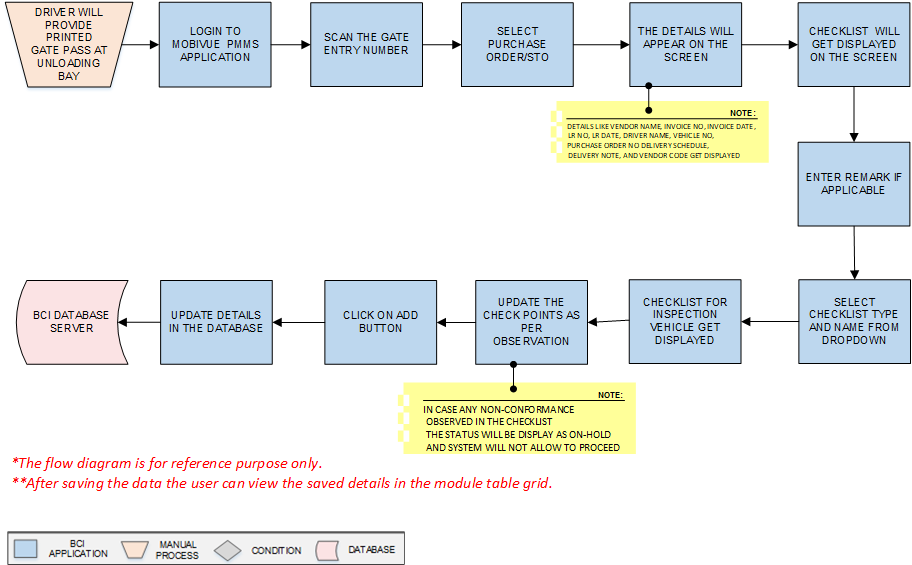 DRIVER WILL
PROVIDE
PRINTED
GATE PASS AT
UNLOADING
BAY
LOGIN TO
MOBIVUE PMMS
APPLICATION
SCAN THE GATE
ENTRY NUMBER
SELECT
PURCHASE
ORDER/STO
THE DETAILS WILL
APPEAR ON THE
SCREEN
CHECKLIST WILL
GET DISPLAYED
ON THE SCREEN
NOTE:
DETAILS LIKE VENDOR NAME, INVOICE NO, INVOICE DATE,
LR NO, LR DATE, DRIVER NAME, VEHICLE NO,
PURCHASE ORDER NO DELIVERY SCHEDULE,
DELIVERY NOTE, AND VENDOR CODE GET DISPLAYED
ENTER REMARK IF
APPLICABLE
SELECT
CHECKLIST TYPE
AND NAME FROM
DROPDOWN
CHECKLIST FOR
INSPECTION
VEHICLE GET
DISPLAYED
UPDATE THE
CHECK POINTS AS
PER
OBSERVATION
CLICK ON ADD
BUTTON
UPDATE DETAILS
IN THE DATABASE
BCI DATABASE
SERVER
NOTE:
IN CASE ANY NON-CONFORMANCE
OBSERVED IN THE CHECKLIST
THE STATUS WILL BE DISPLAY AS ON-HOLD
AND SYSTEM WILL NOT ALLOW TO PROCEED
*The flow diagram is for reference purpose only.
**After saving the data the user can view the saved details in the module table grid.
BCI
APPLICATION
MANUAL
PROCESS
CONDITION
DATABASE